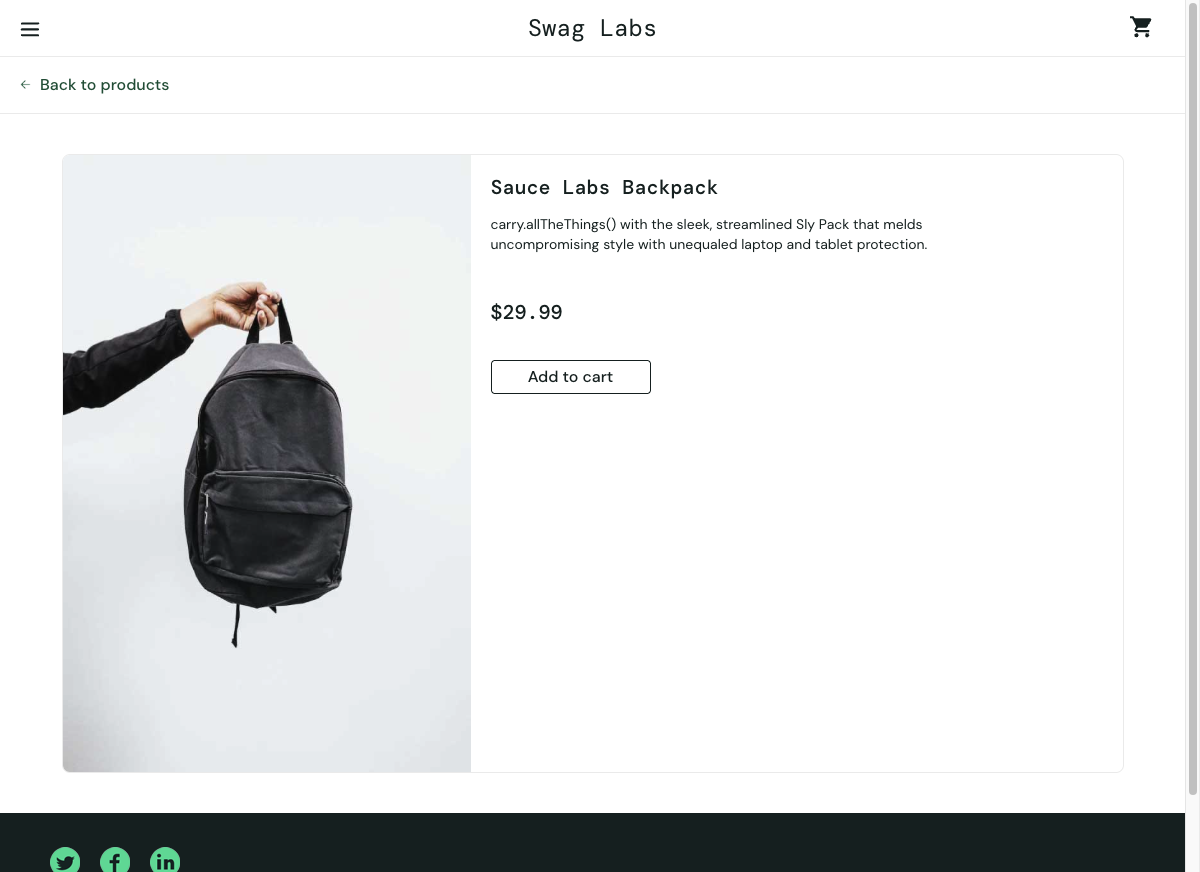 Swag Labs
Back to products
Sauce Labs Backpack
carry.allTheThings() with the sleek, streamlined Sly Pack that melds
uncompromising style with unequaled laptop and tablet protection.
$29.99
Add to cart